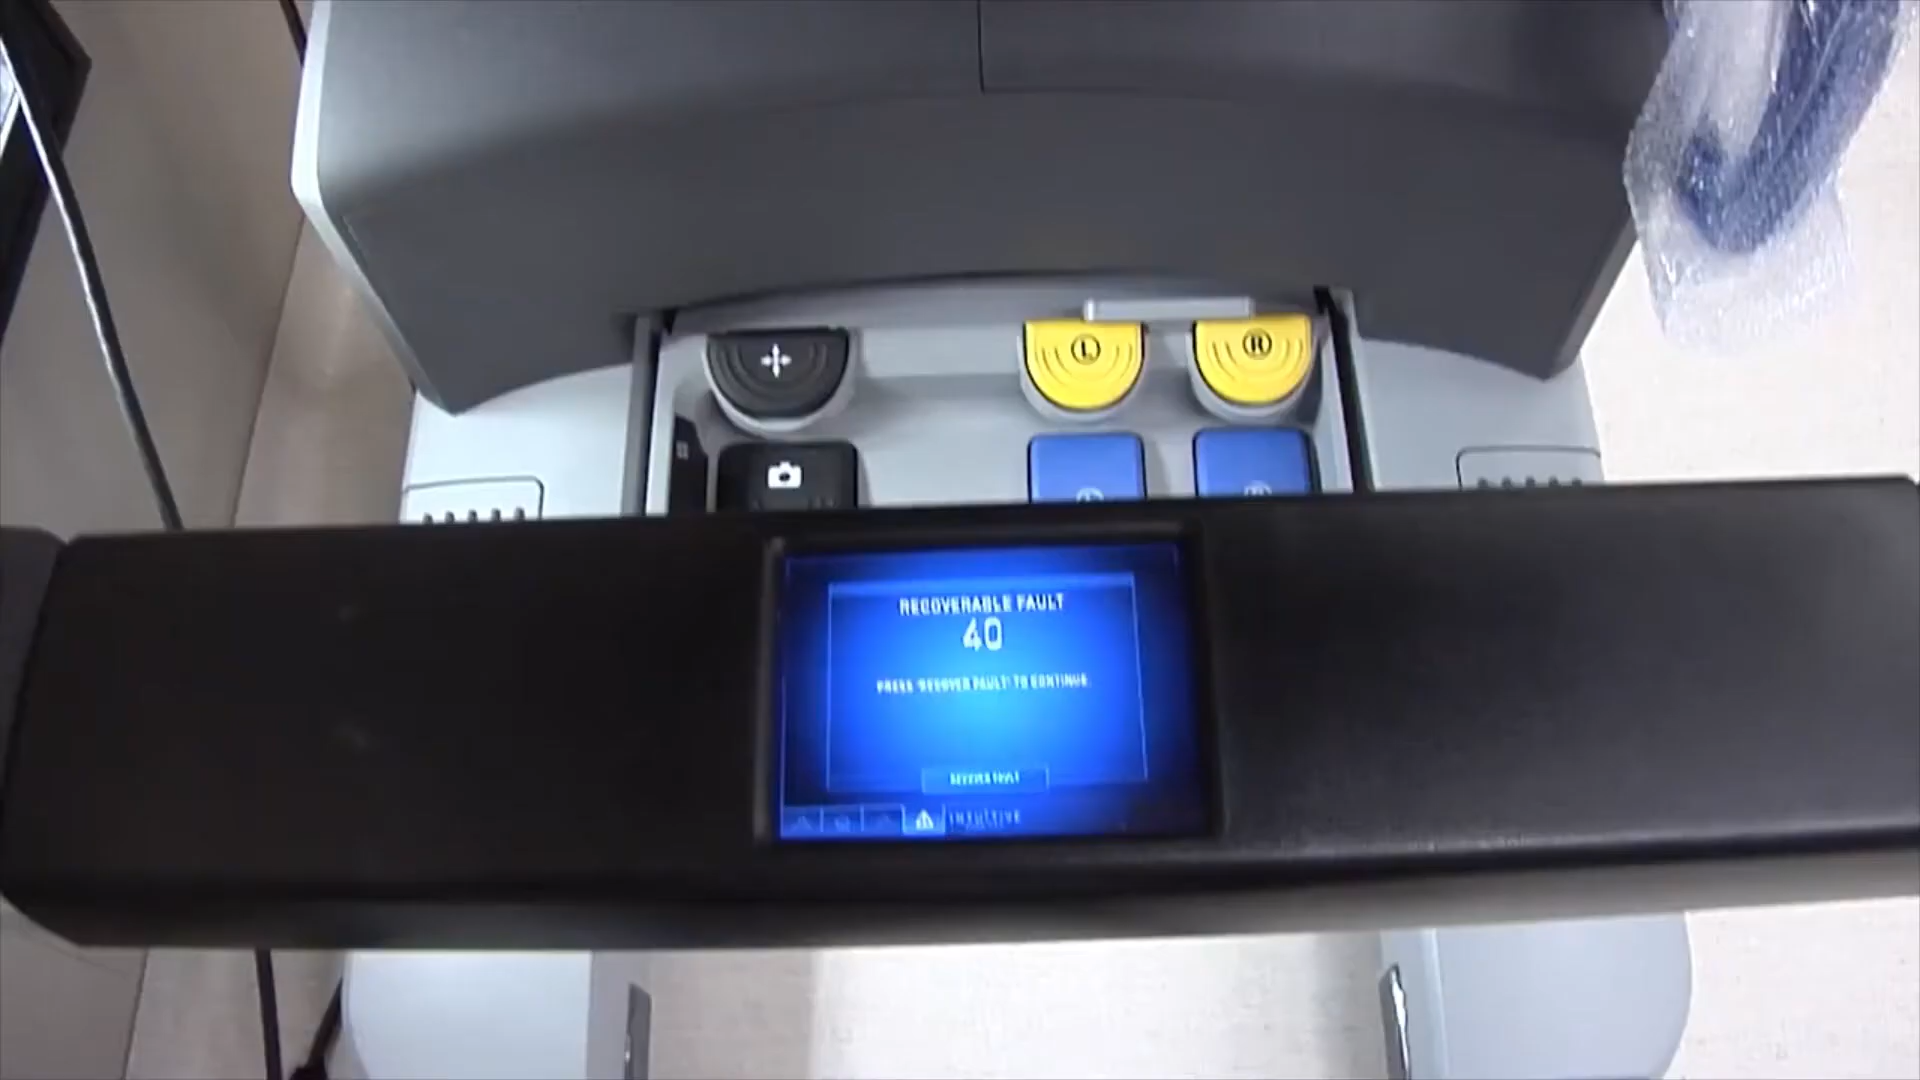 L
R
RECOVERABLE FAULT
40
PRESS 'RECOVER FAULT' TO CONTINUE.
RECOVER FAULT
INTUITIVE